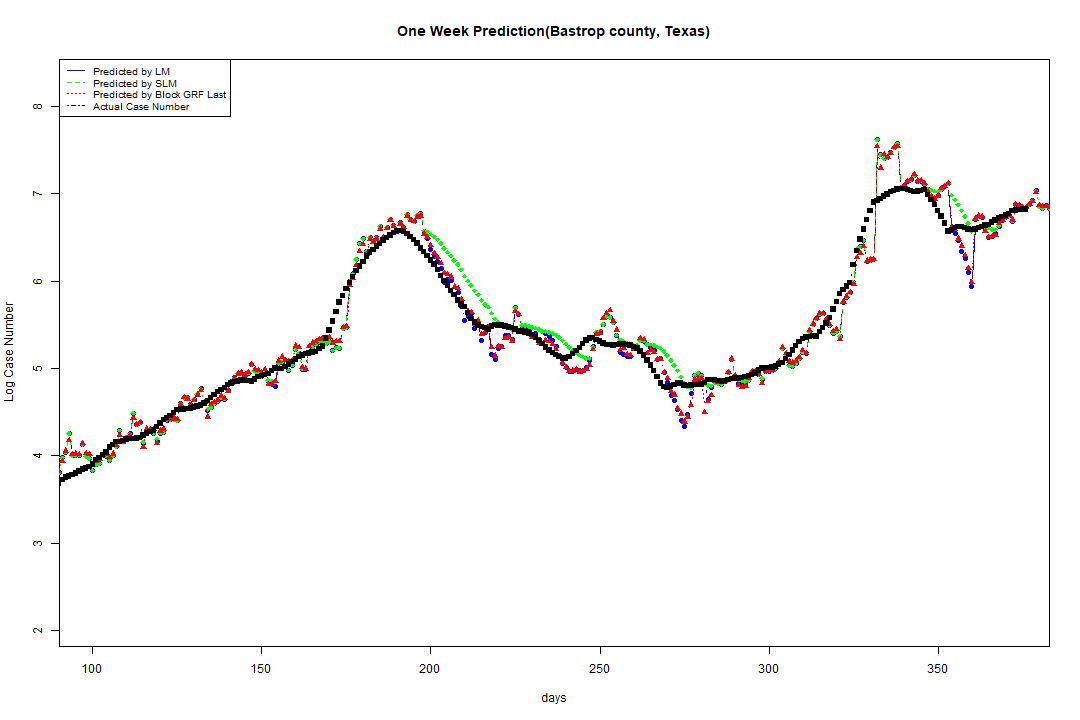 One Week Prediction(Bastrop county, Texas)
Predicted by LM
Predicted by SLM
Predicted by Block GRF Last
Actual Case Number
8
7
6
5
4
3
2
Log Case Number
100 150 200 250 300 350
days